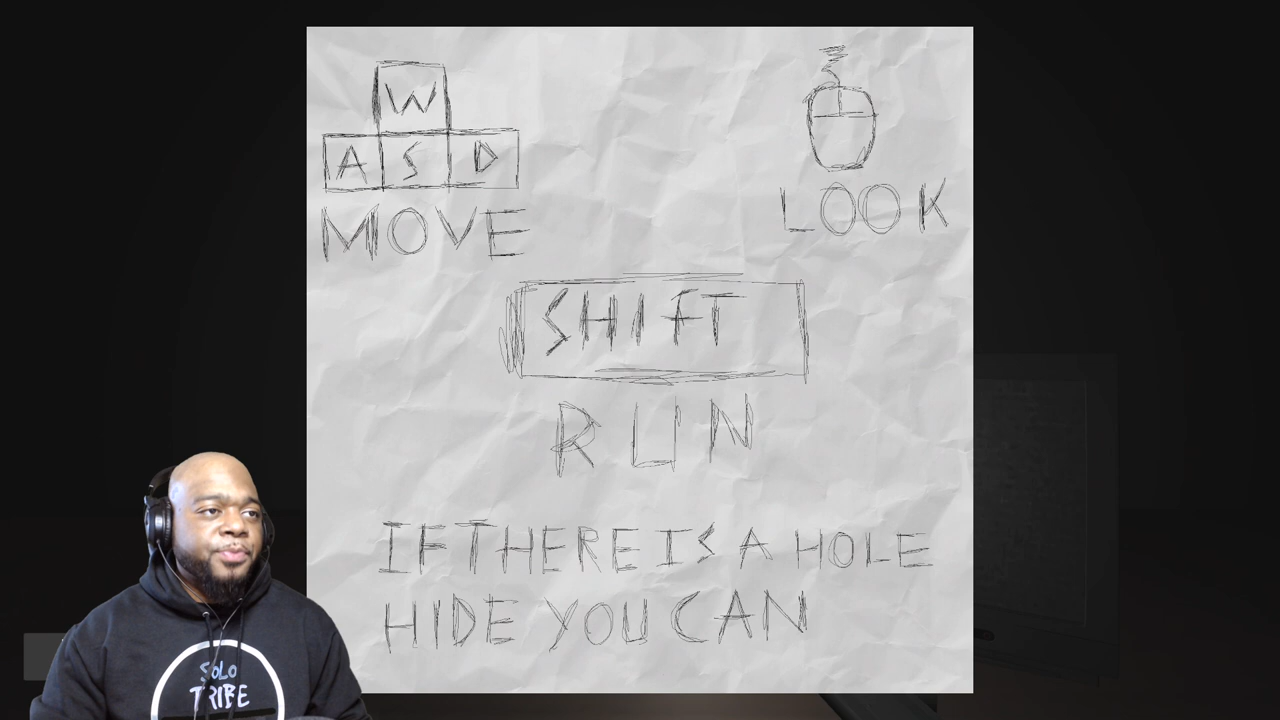 W
A S D
MOVE
LOOK
SHIFT
RUN
IF THERE IS A HOLE
HIDE YOU CAN
SOLO
TRIBE